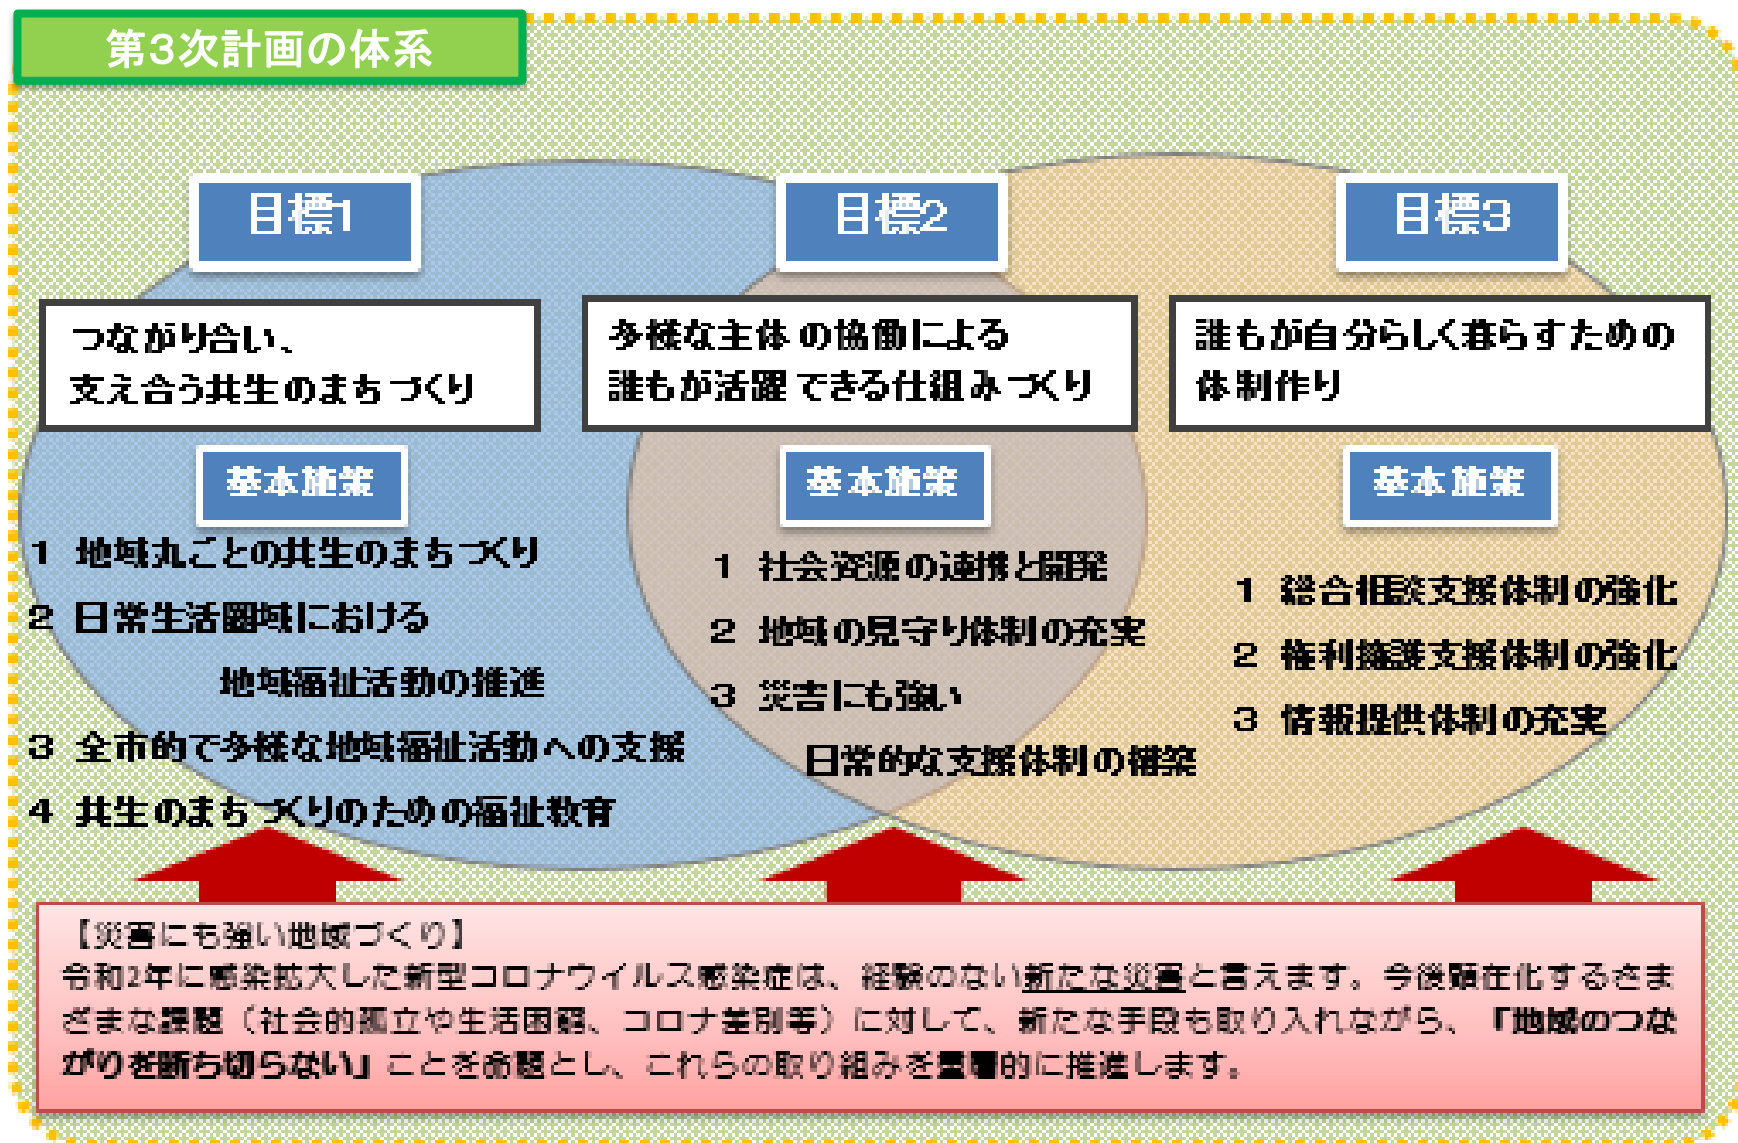 第3次計画の体系
目標1
つながり合い、
支え合う共生のまちづくり
基本施策
1 地域丸ごとの共生のまちづくり
2 日常生活圏域における
地域福祉活動の推進
3 全市的で多様な地域福祉活動への支援
4 共生のまちづくりのための福祉教育
目標2
多様な主体の協働による
誰もが活躍できる仕組みづくり
基本施策
1 社会資源の連携と開発
2 地域の見守り体制の充実
3 災害にも強い
日常的な支援体制の構築
目標3
誰もが自分らしく暮らすための
体制作り
基本施策
1 総合相談支援体制の強化
2 権利擁護支援体制の強化
3 情報提供体制の充実
【災害にも強い地域づくり】
令和2年に感染拡大した新型コロナウイルス感染症は、経験のない新たな災害と言えます。今後顕在化するさま
ざまな課題（社会的孤立や生活困窮、コロナ差別等）に対して、新たな手段も取り入れながら、「地域のつな
がりを断ち切らない」ことを命題とし、これらの取り組みを重層的に推進します。